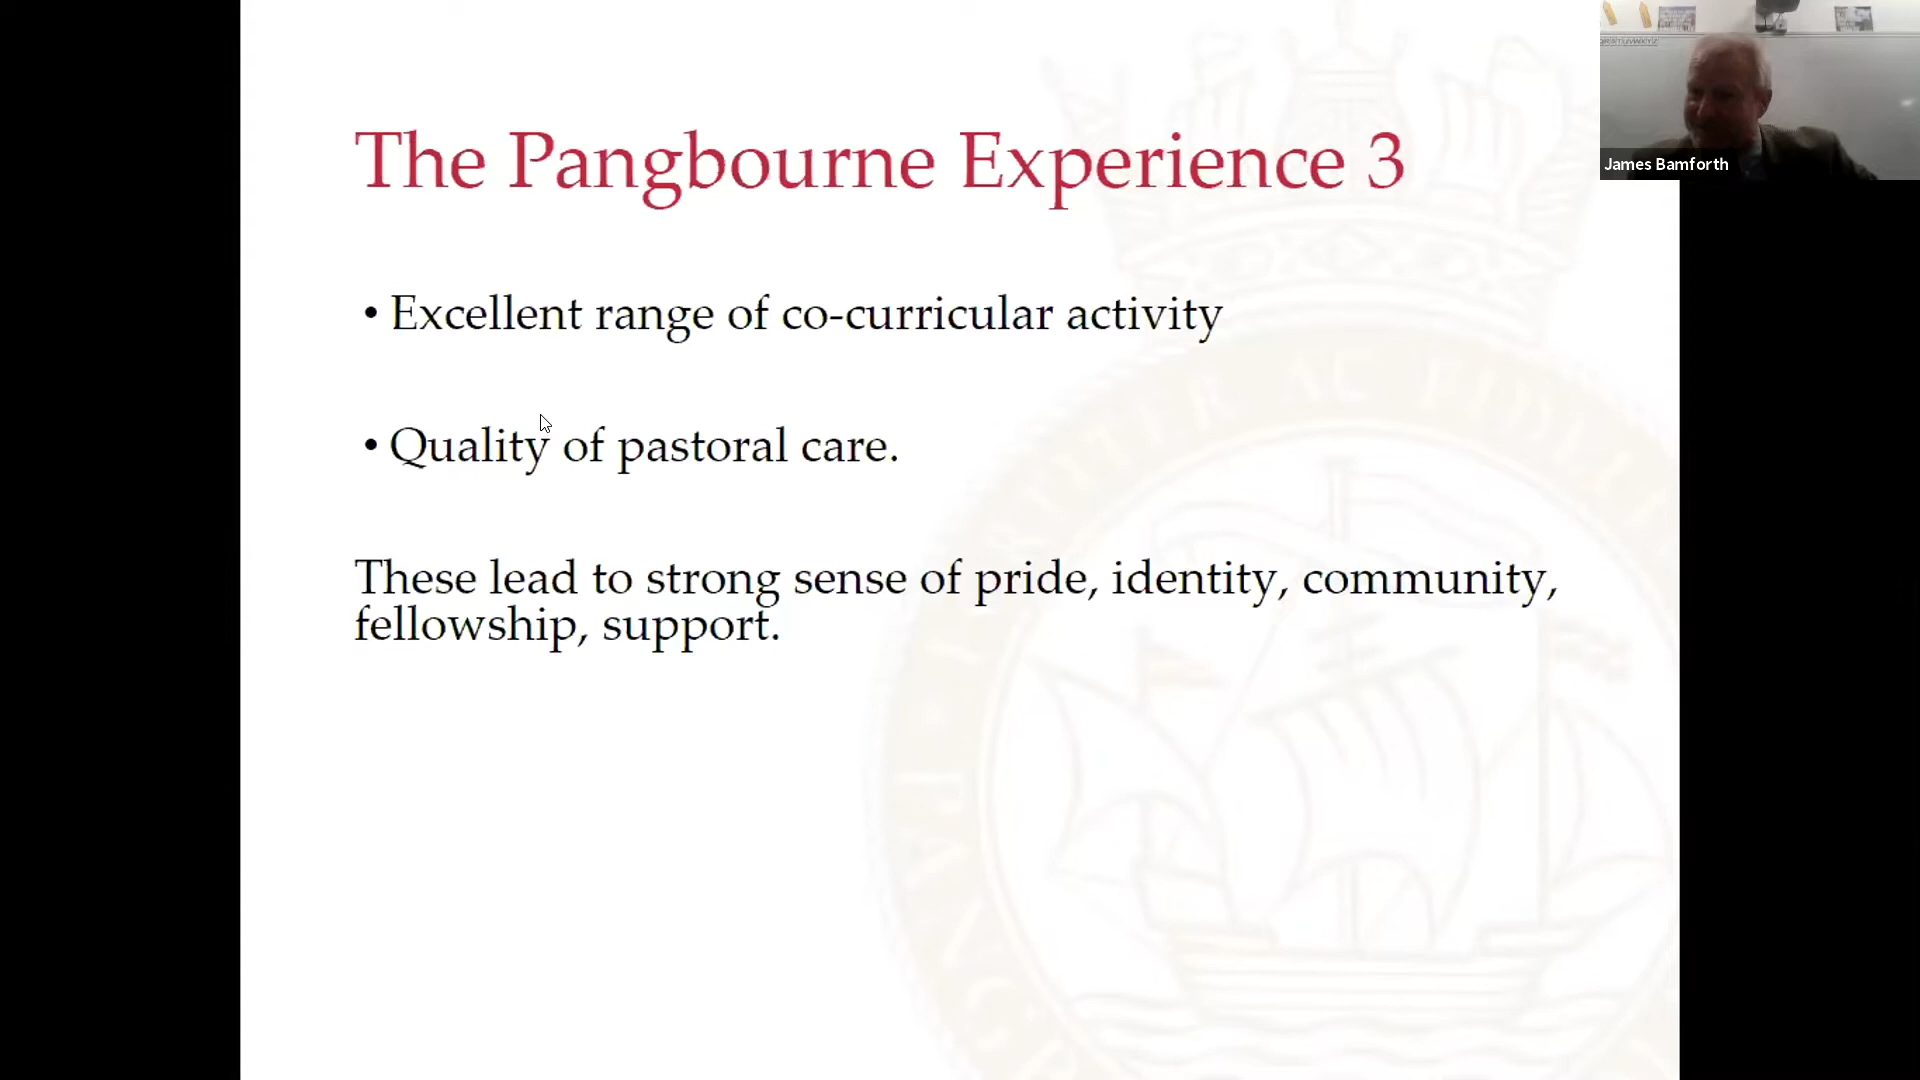 The Pangbourne Experience 3
James Bamforth
• Excellent range of co-curricular activity
• Quality of pastoral care.
These lead to strong sense of pride, identity, community,
fellowship, support.